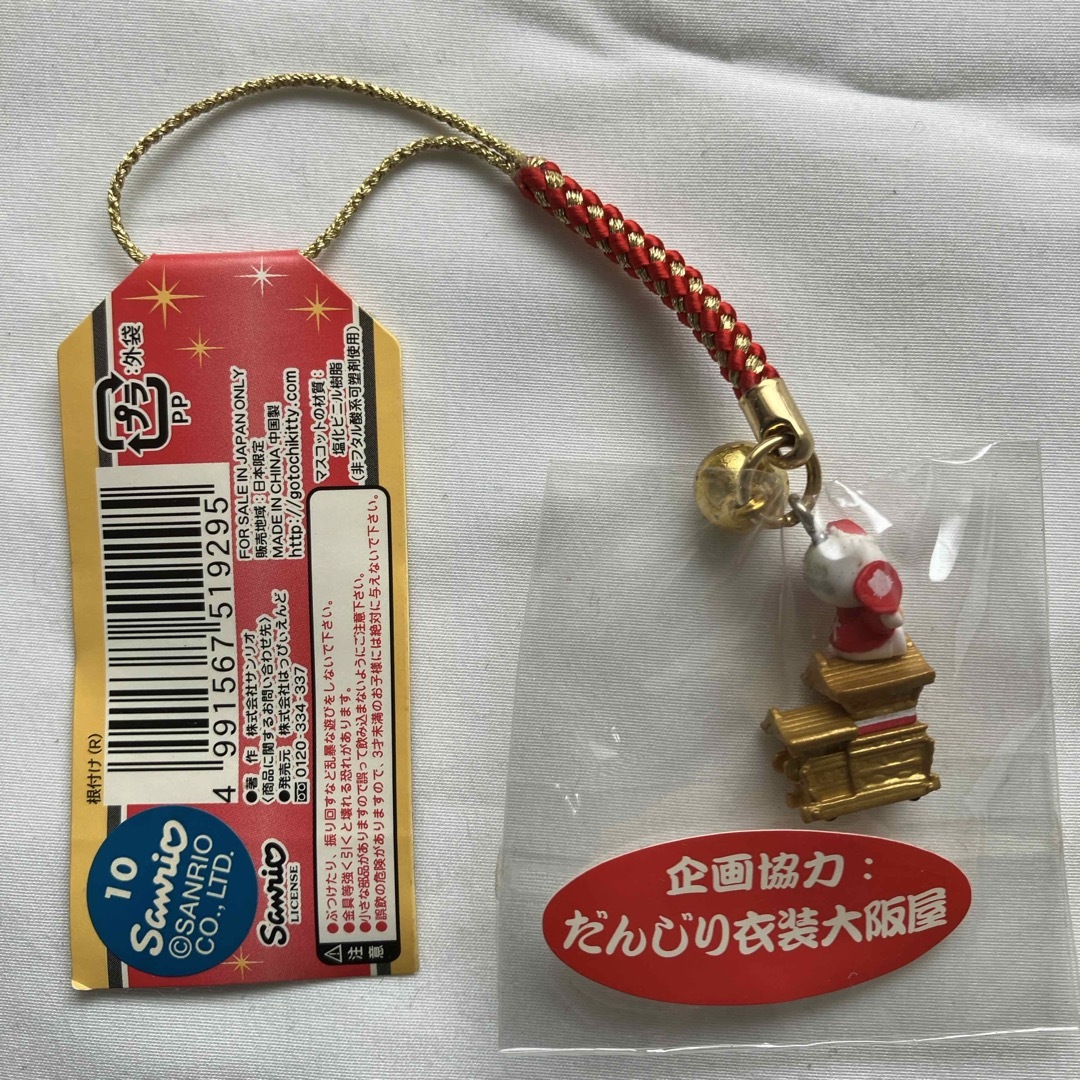 プラ
:外袋
PP
4 991567 519295
根付け(R)
FOR SALE IN JAPAN ONLY
販売地域:日本限定
MADE IN CHINA 中国製
http://gotochikitty.com
マスコットの材質:
塩化ビニル樹脂
(非フタル酸系可塑剤使用)
●著 作 株式会社サンリオ
〈商品に関するお問い合わせ先〉
●発売元 株式会社はっぴぃえんど
0120-334-337
10
Sanrio
©SANRIO
CO., LTD.
Sanrio
LICENSE
注意
●ぶつけたり、振り回すなど乱暴な遊びをしないで下さい。
●金具等強く引くと壊れる恐れがあります。
●小さな部品がありますので誤って飲み込まないようにご注意下さい。
●誤飲の危険がありますので、3才未満のお子様には絶対に与えないで下さい。
企画協力:
だんじり衣装大阪屋